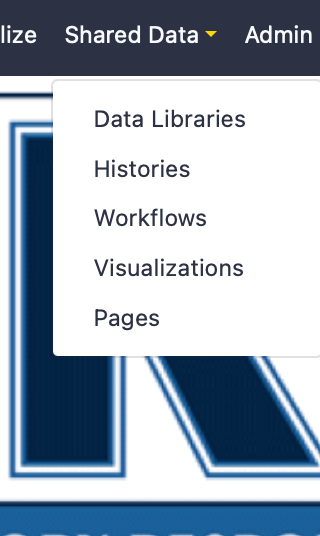 lize Shared Data Admin
Data Libraries
Histories
Workflows
Visualizations
Pages